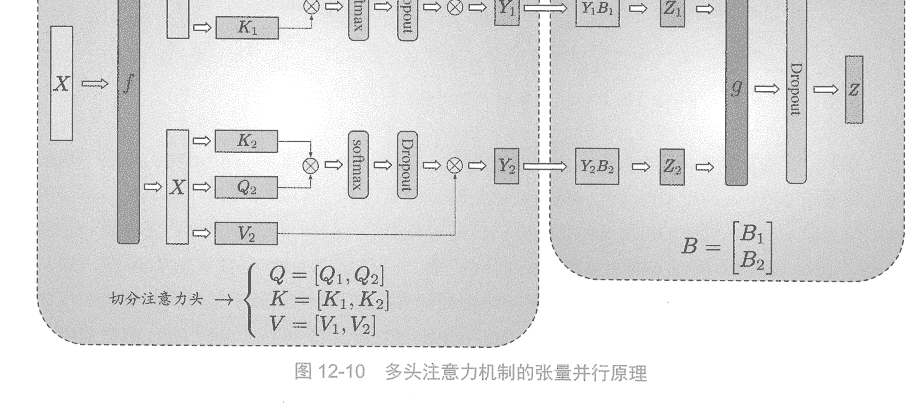 K₁
ftmax
opout
⊗
⊗
Y₁
Y₁B₁
Z₁
X
f
g
Dropout
Z
K₂
X
Q₂
V₂
⊗
softmax
Dropout
⊗
Y₂
Y₂B₂
Z₂
B = [B₁ B₂]
切分注意力头 → { Q = [Q₁, Q₂]
K = [K₁, K₂]
V = [V₁, V₂]
图 12-10 多头注意力机制的张量并行原理